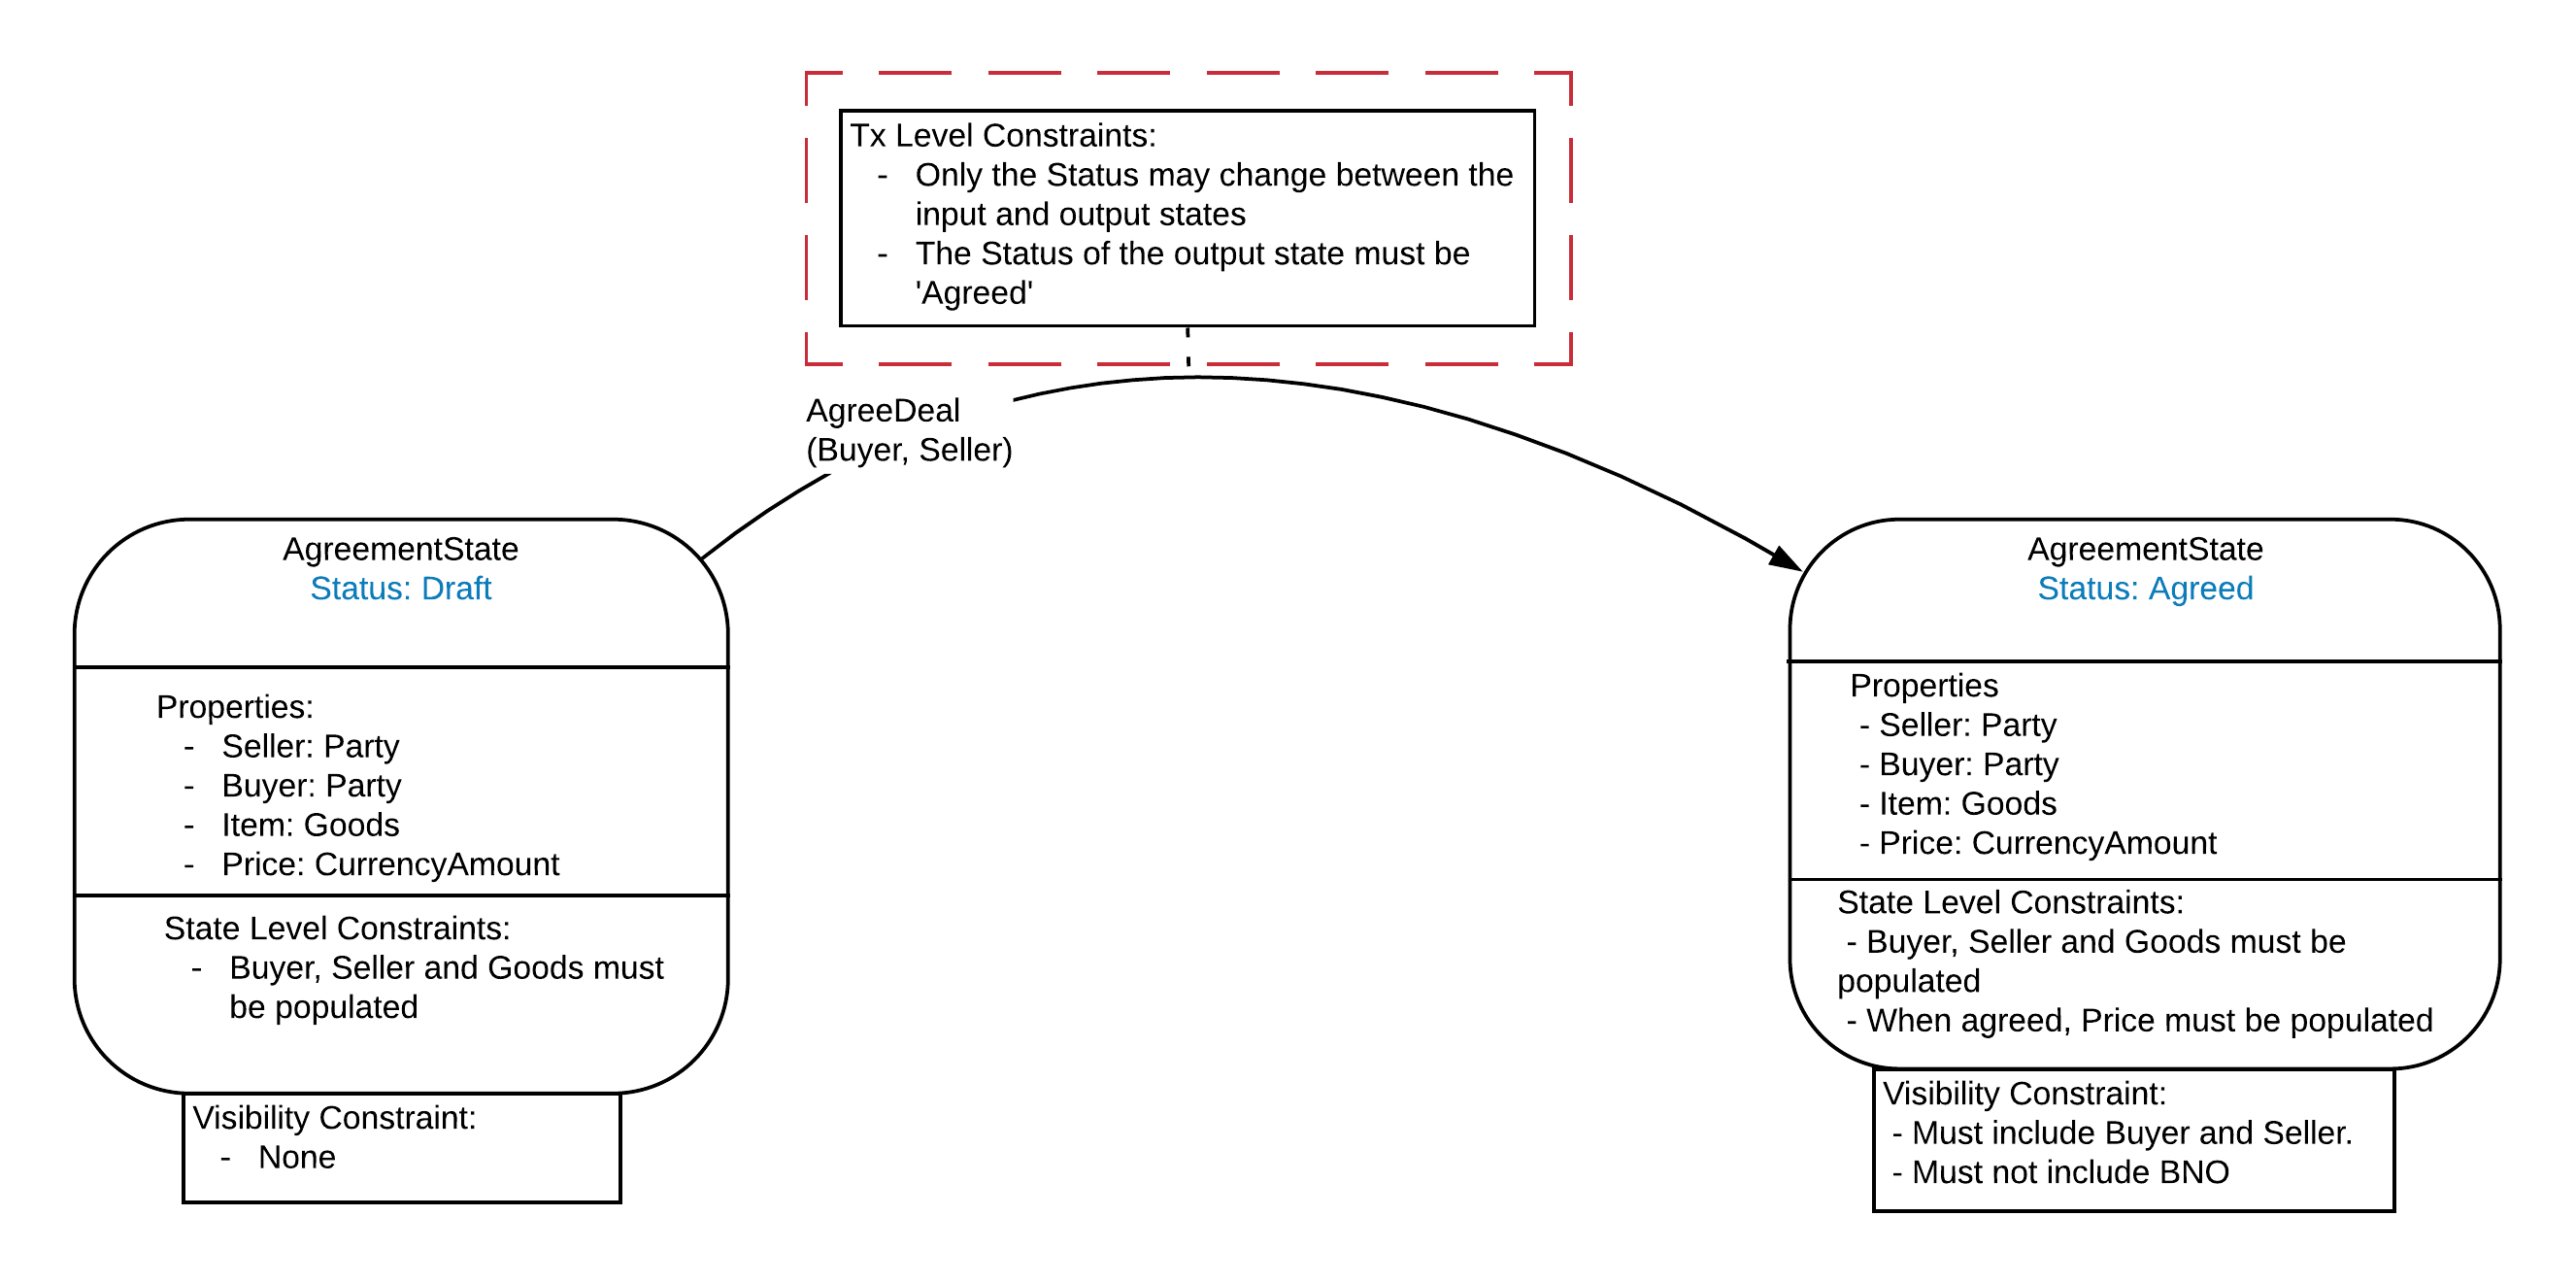 Tx Level Constraints:
- Only the Status may change between the
input and output states
- The Status of the output state must be
'Agreed'
AgreeDeal
(Buyer, Seller)
AgreementState
Status: Draft
Properties:
- Seller: Party
- Buyer: Party
- Item: Goods
- Price: CurrencyAmount
State Level Constraints:
- Buyer, Seller and Goods must
be populated
Visibility Constraint:
- None
AgreementState
Status: Agreed
Properties
- Seller: Party
- Buyer: Party
- Item: Goods
- Price: CurrencyAmount
State Level Constraints:
- Buyer, Seller and Goods must be
populated
- When agreed, Price must be populated
Visibility Constraint:
- Must include Buyer and Seller.
- Must not include BNO